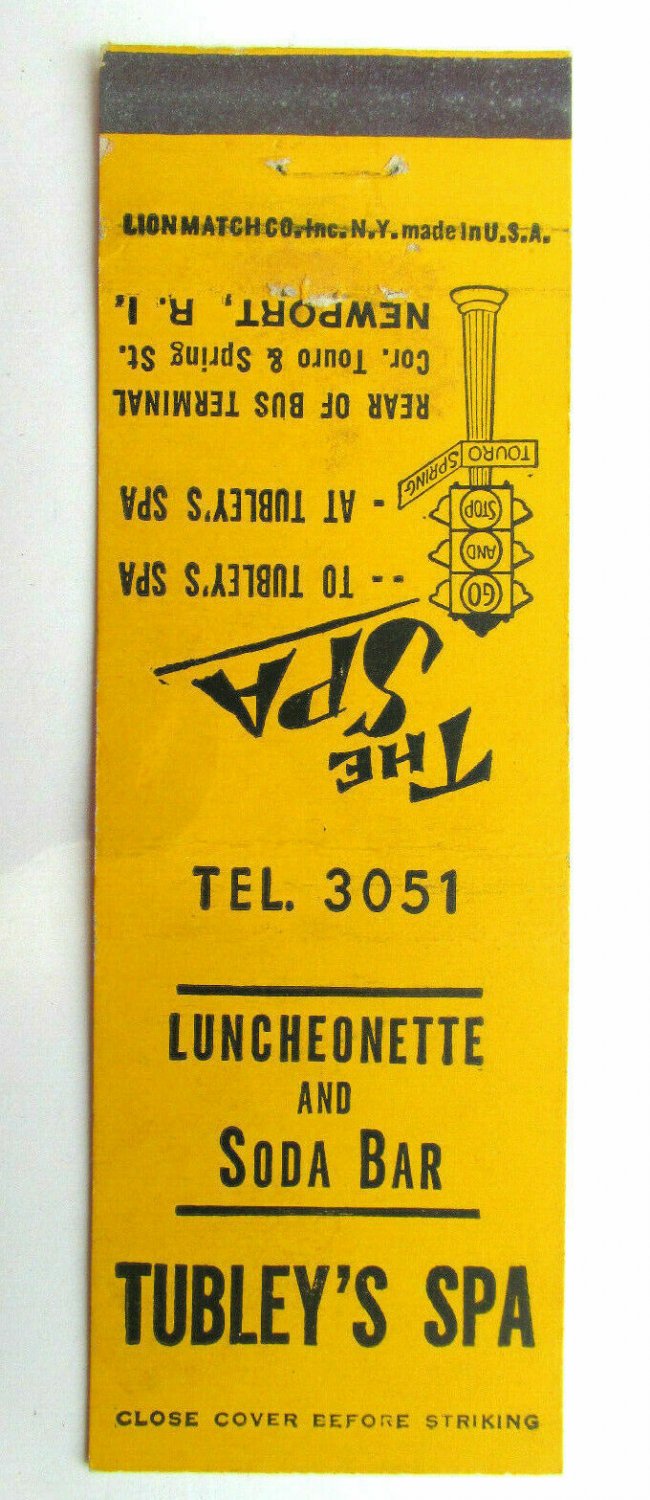 LION MATCH CO. Inc. N.Y. made in U.S.A.
THE
SPA
GO -- TO TUBLEY'S SPA
AND
STOP - AT TUBLEY'S SPA
TOURO SPRING
REAR OF BUS TERMINAL
Cor. Touro & Spring St.
NEWPORT, R. I.
TEL. 3051
LUNCHEONETTE
AND
SODA BAR
TUBLEY'S SPA
CLOSE COVER BEFORE STRIKING